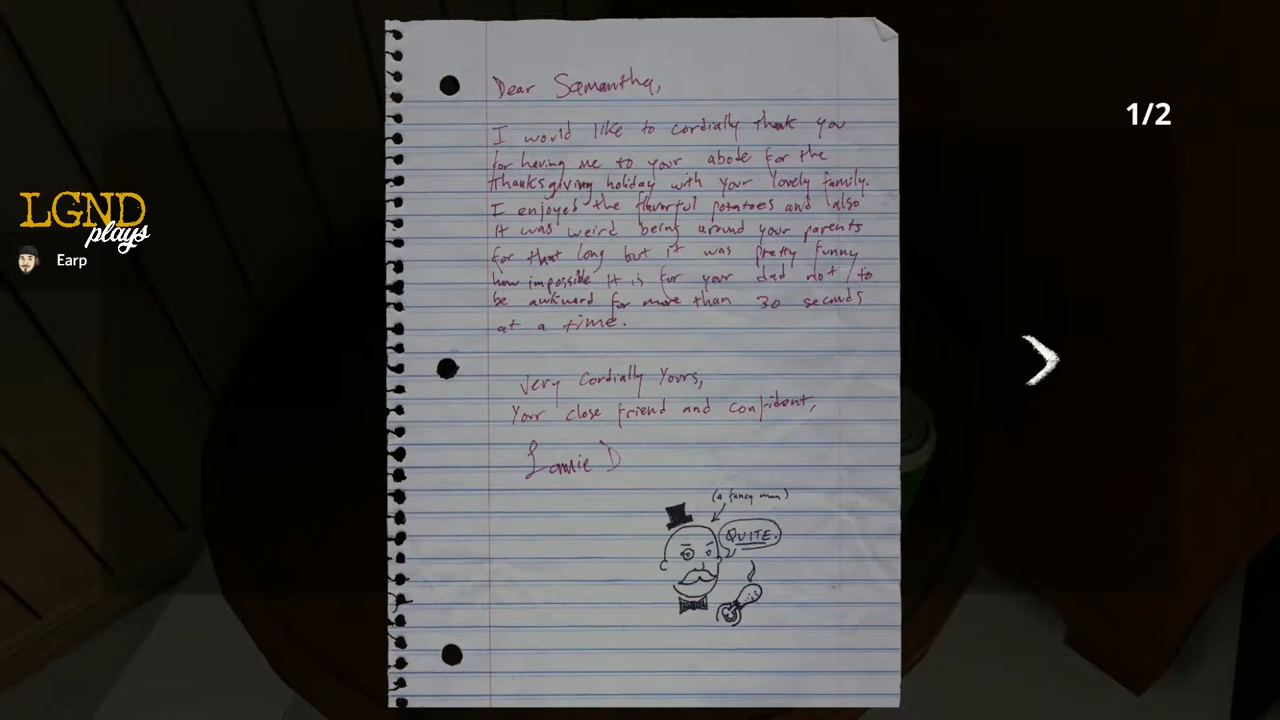 Dear Samantha,
I would like to cordially thank you
for having me to your abode for the
thanksgiving holiday with your lovely family.
I enjoyed the flavorful potatoes and also
it was weird being around your parents
for that long but it was pretty funny
how impossible it is for your dad not to
be awkward for more than 30 seconds
at a time.
Very Cordially Yours,
Your close friend and confident,
Lonnie D
(a fancy man)
QUITE.
1/2
LGND
plays
Earp